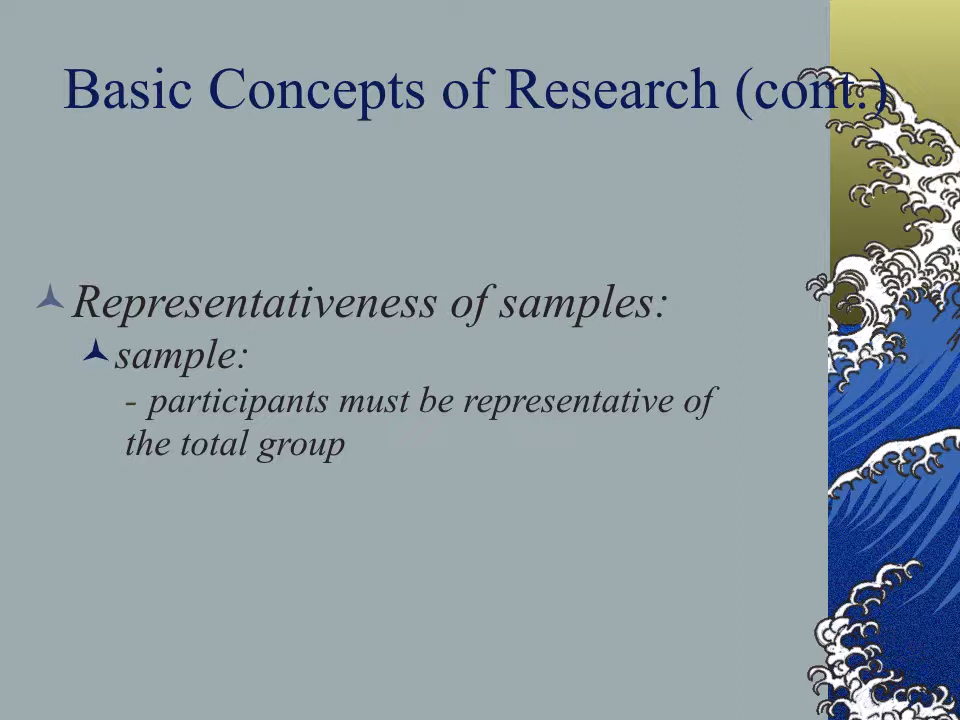 Basic Concepts of Research (cont.)
Representativeness of samples:
sample:
- participants must be representative of
the total group